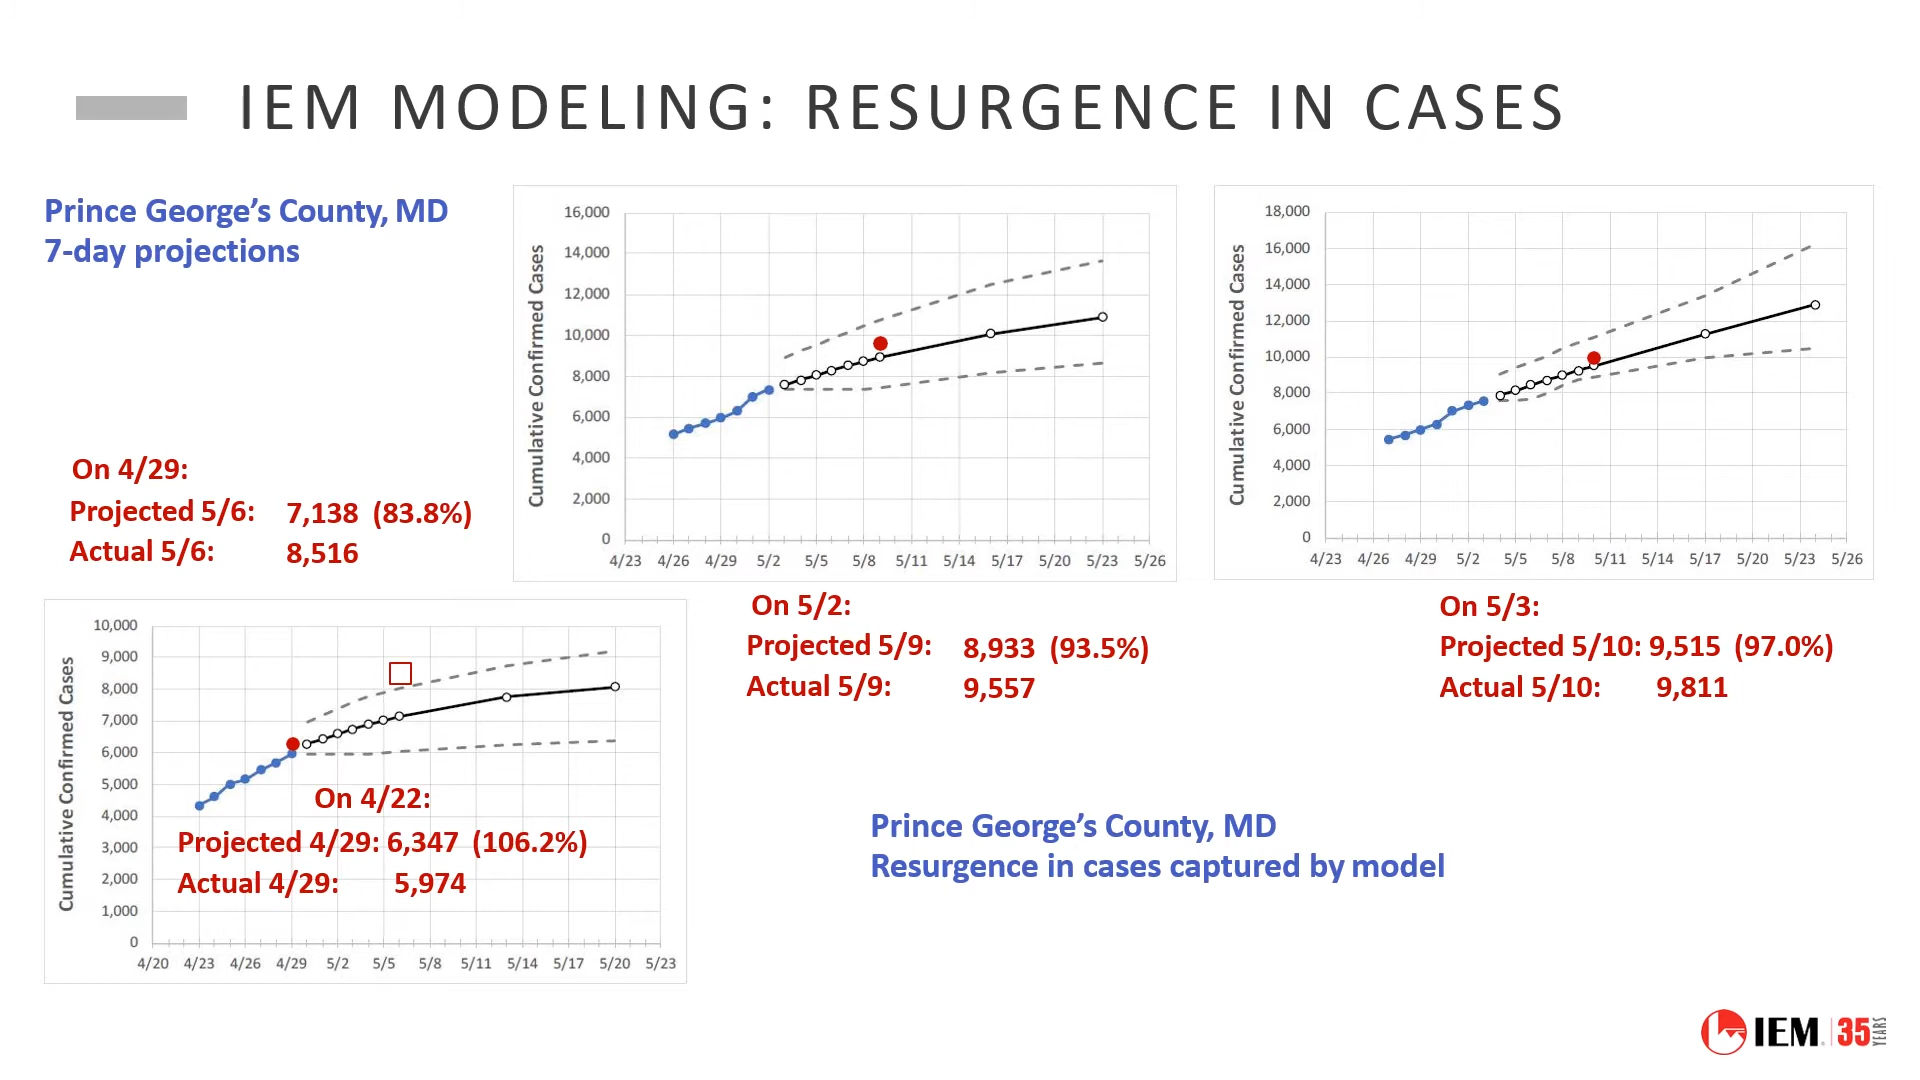 IEM MODELING: RESURGENCE IN CASES
Prince George’s County, MD
7-day projections
On 4/29:
Projected 5/6: 7,138 (83.8%)
Actual 5/6: 8,516
Cumulative Confirmed Cases
16,000
14,000
12,000
10,000
8,000
6,000
4,000
2,000
0
4/23 4/26 4/29 5/2 5/5 5/8 5/11 5/14 5/17 5/20 5/23 5/26
On 5/2:
Projected 5/9: 8,933 (93.5%)
Actual 5/9: 9,557
Cumulative Confirmed Cases
18,000
16,000
14,000
12,000
10,000
8,000
6,000
4,000
2,000
0
4/23 4/26 4/29 5/2 5/5 5/8 5/11 5/14 5/17 5/20 5/23 5/26
On 5/3:
Projected 5/10: 9,515 (97.0%)
Actual 5/10: 9,811
Cumulative Confirmed Cases
10,000
9,000
8,000
7,000
6,000
5,000
4,000
3,000
2,000
1,000
0
4/20 4/23 4/26 4/29 5/2 5/5 5/8 5/11 5/14 5/17 5/20 5/23
On 4/22:
Projected 4/29: 6,347 (106.2%)
Actual 4/29: 5,974
Prince George’s County, MD
Resurgence in cases captured by model
IEM 35 YEARS